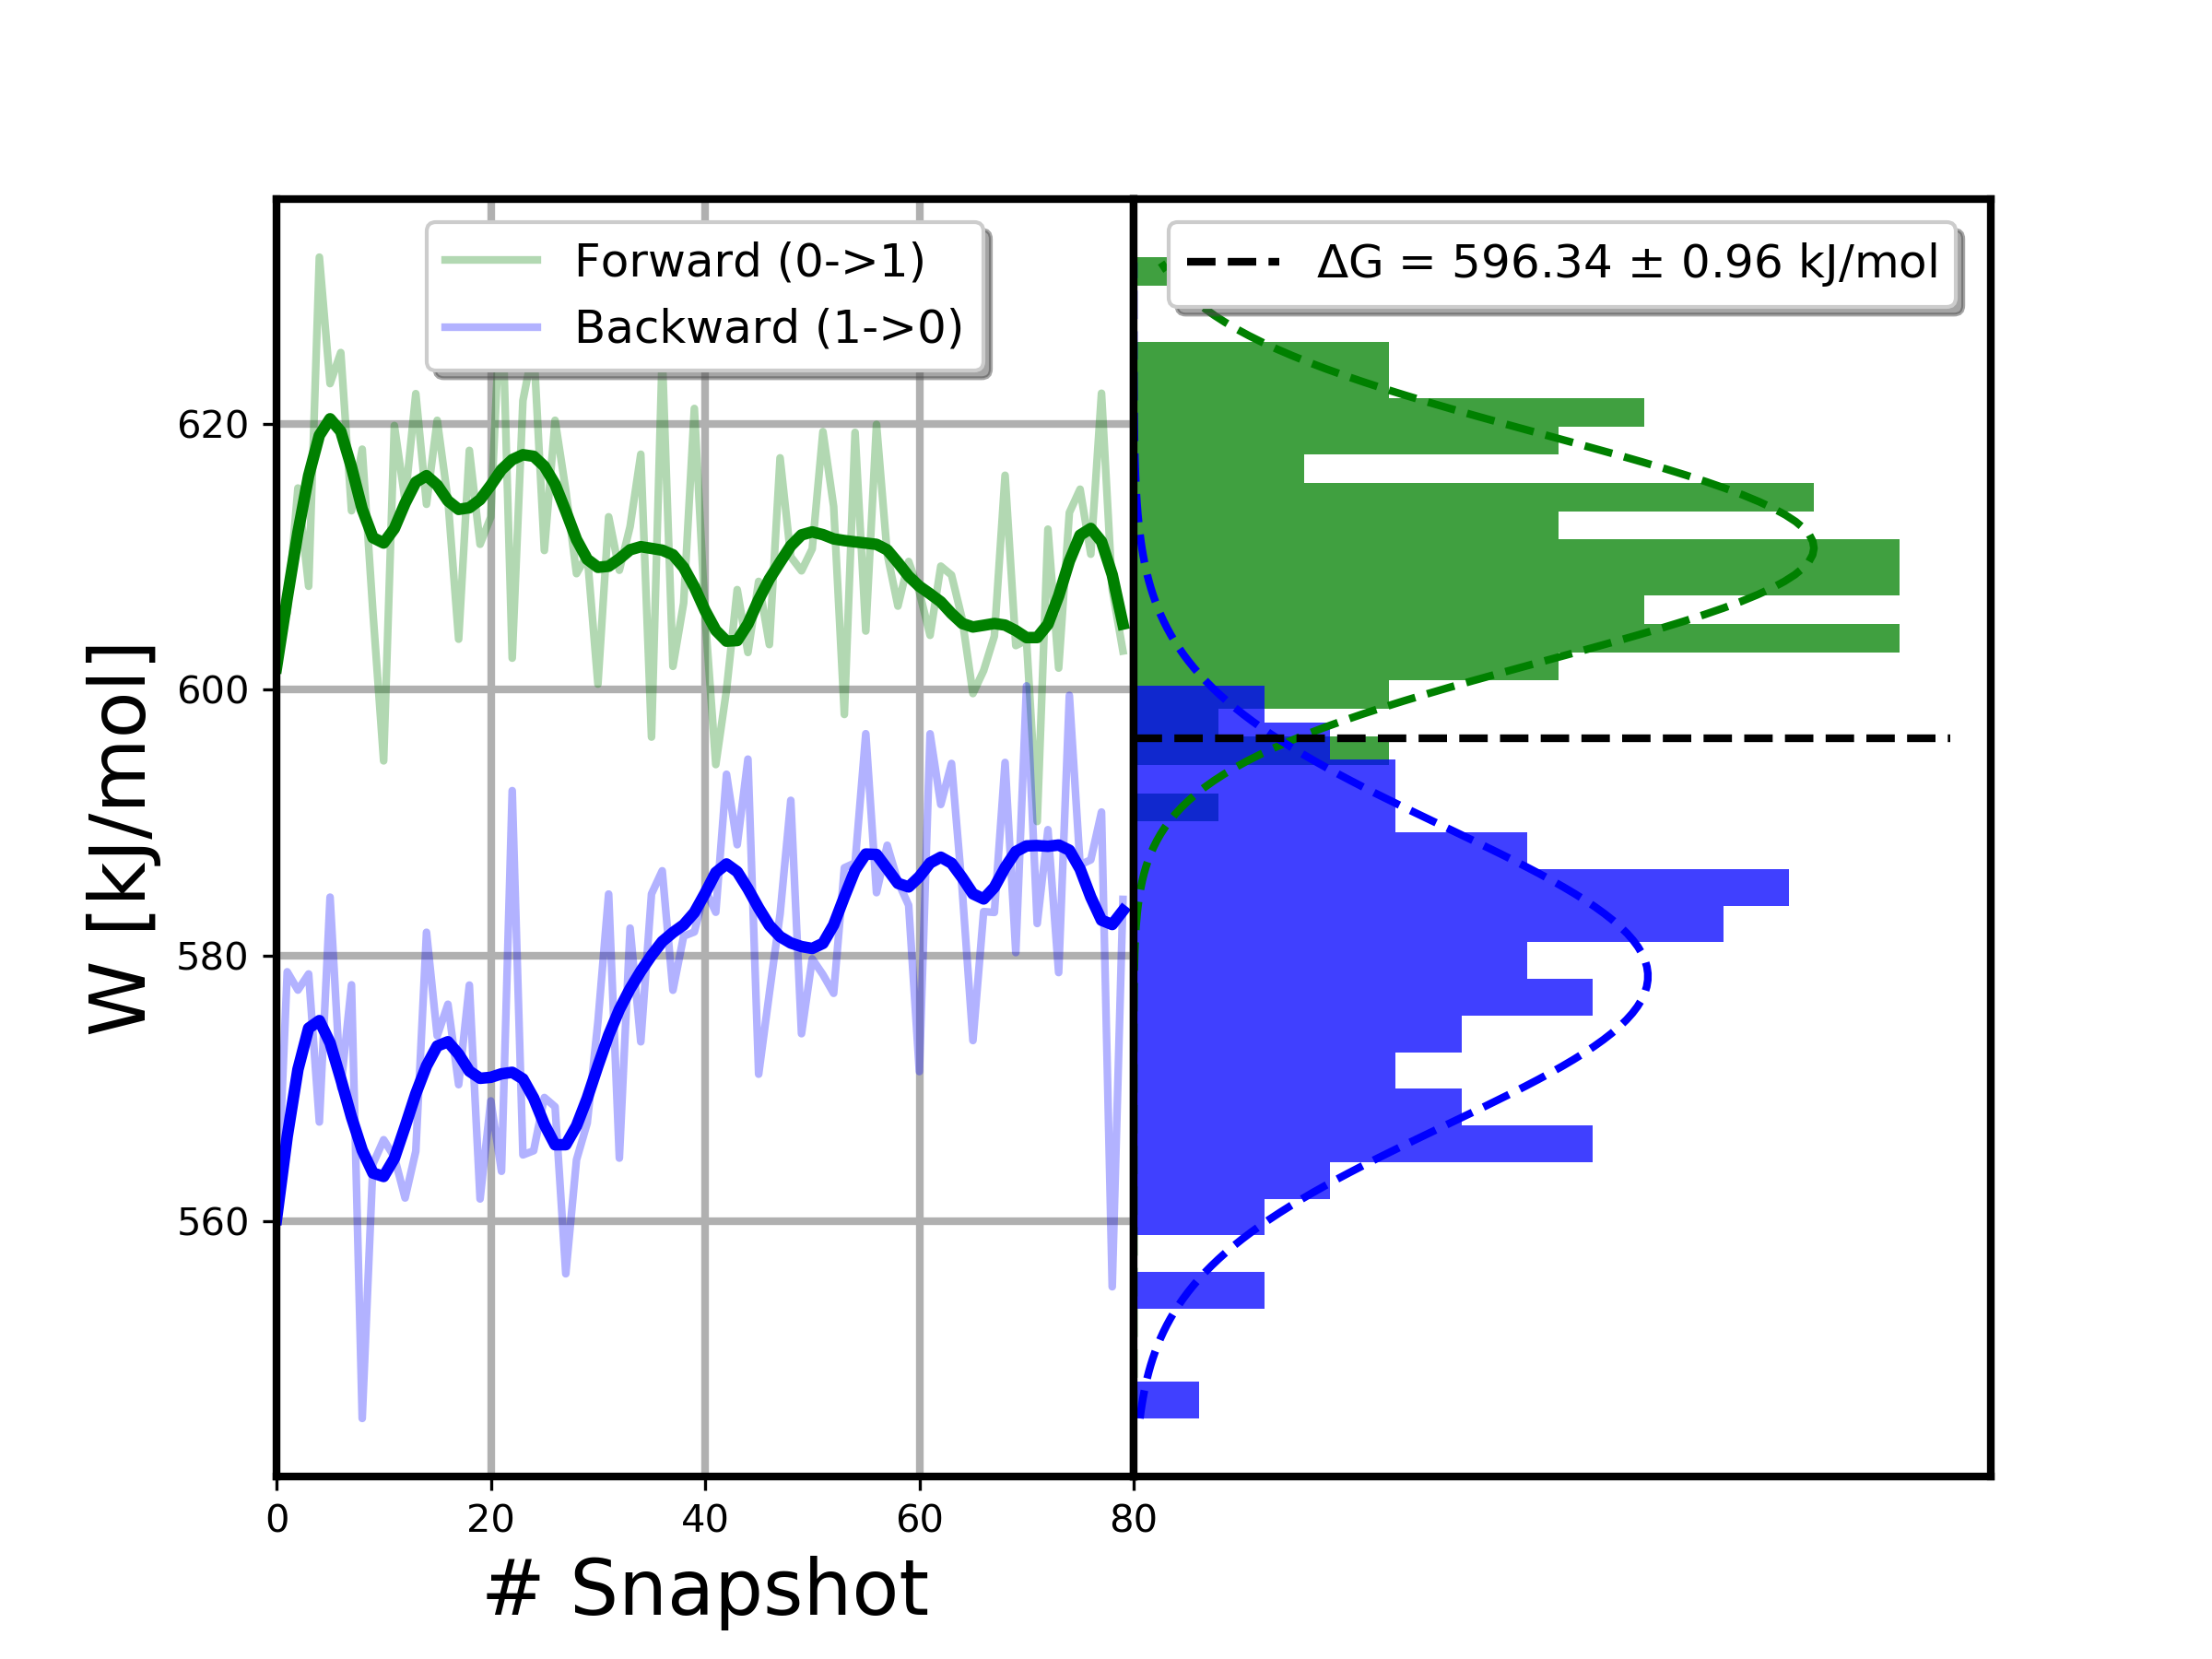 Forward (0->1)
Backward (1->0)
ΔG = 596.34 ± 0.96 kJ/mol
W [kJ/mol]
620
600
580
560
0 20 40 60 80
# Snapshot